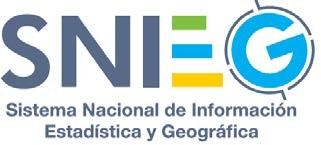 SNIEG
Sistema Nacional de Información
Estadística y Geográfica